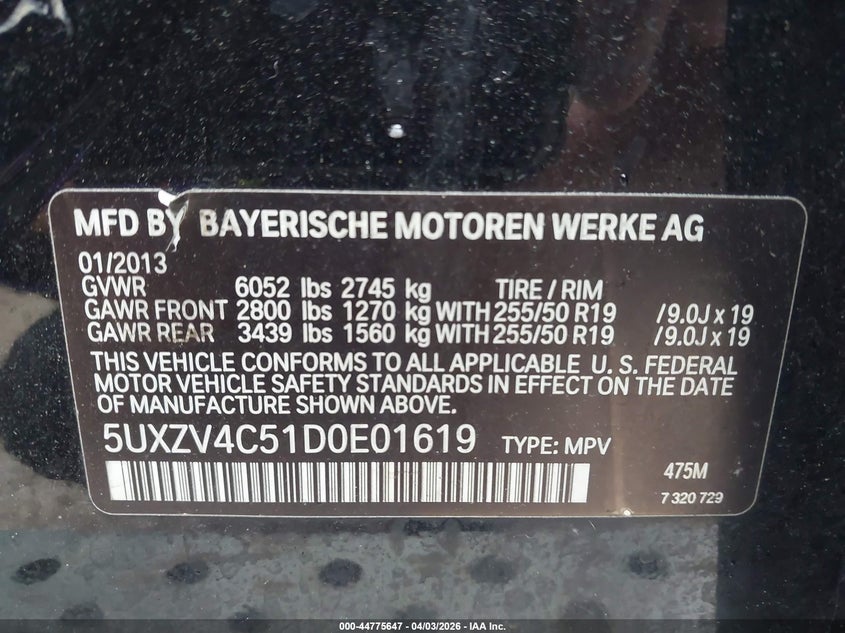 MFD BY BAYERISCHE MOTOREN WERKE AG
01/2013
GVWR 6052 lbs 2745 kg TIRE / RIM
GAWR FRONT 2800 lbs 1270 kg WITH 255/50 R19 /9.0J x 19
GAWR REAR 3439 lbs 1560 kg WITH 255/50 R19 /9.0J x 19
THIS VEHICLE CONFORMS TO ALL APPLICABLE U. S. FEDERAL
MOTOR VEHICLE SAFETY STANDARDS IN EFFECT ON THE DATE
OF MANUFACTURE SHOWN ABOVE.
5UXZV4C51D0E01619 TYPE: MPV
475M
7 320 729
000-44775647 - 04/03/2026 - IAA Inc.